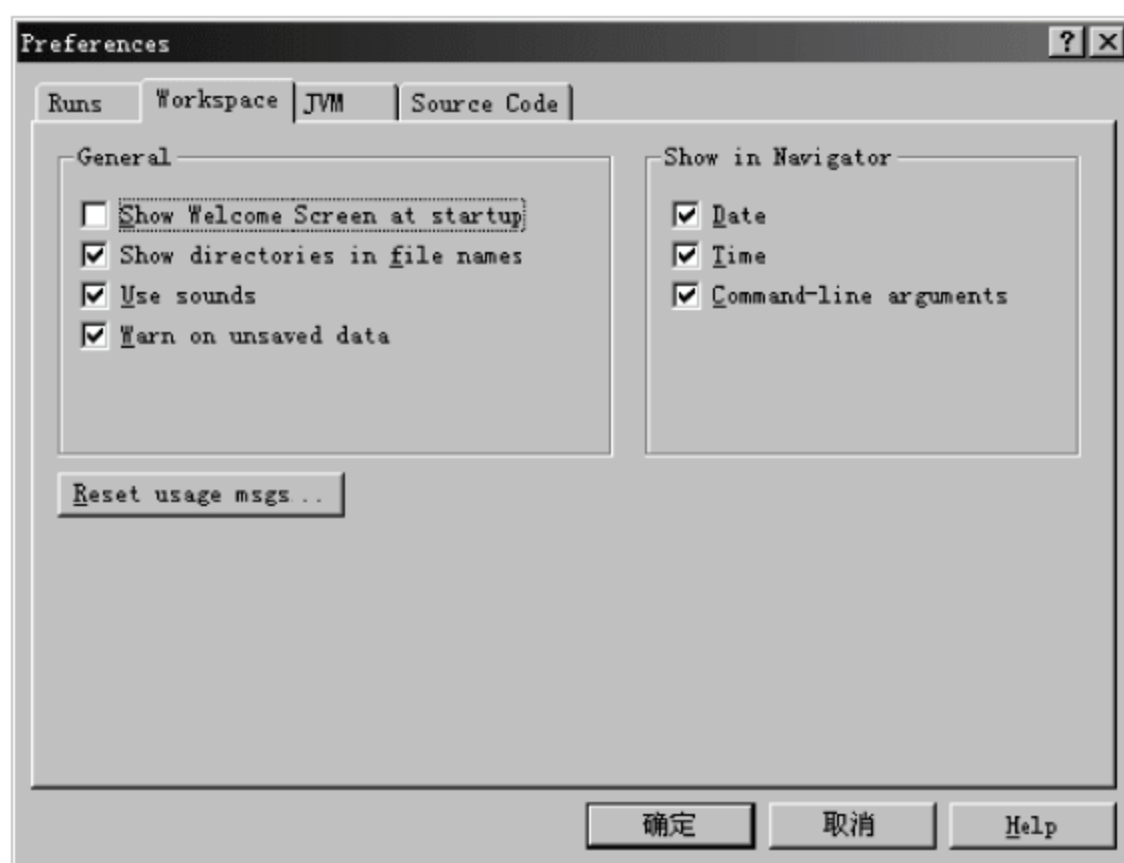 Preferences
Runs Workspace JVM Source Code
General
Show Welcome Screen at startup
Show directories in file names
Use sounds
Warn on unsaved data
Show in Navigator
Date
Time
Command-line arguments
Reset usage msgs ..
确定 取消 Help